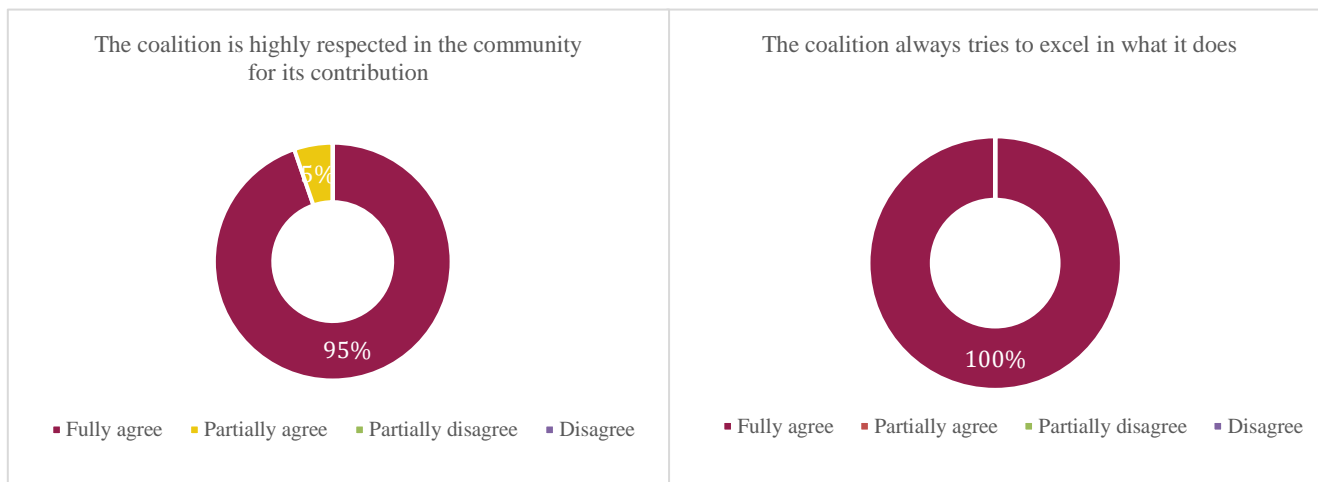 The coalition is highly respected in the community
for its contribution
5%
95%
Fully agree Partially agree Partially disagree Disagree
The coalition always tries to excel in what it does
100%
Fully agree Partially agree Partially disagree Disagree